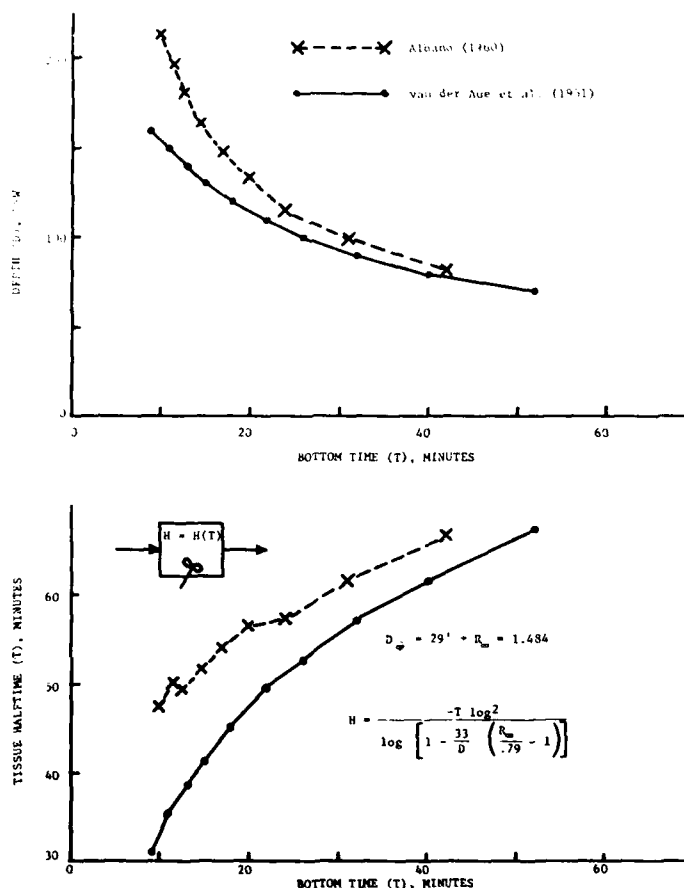 Albano (1960)
van der Aue et al. (1951)
DEPTH (D),
100
0
0 20 40 60
BOTTOM TIME (T), MINUTES
H = H(T)
TISSUE HALFTIME (T), MINUTES
60
50
40
30
D∞ = 29' → R∞ = 1.484
H = -T log2 / log [1 - 33/D (R∞/.79 - 1)]
0 20 40 60
BOTTOM TIME (T), MINUTES